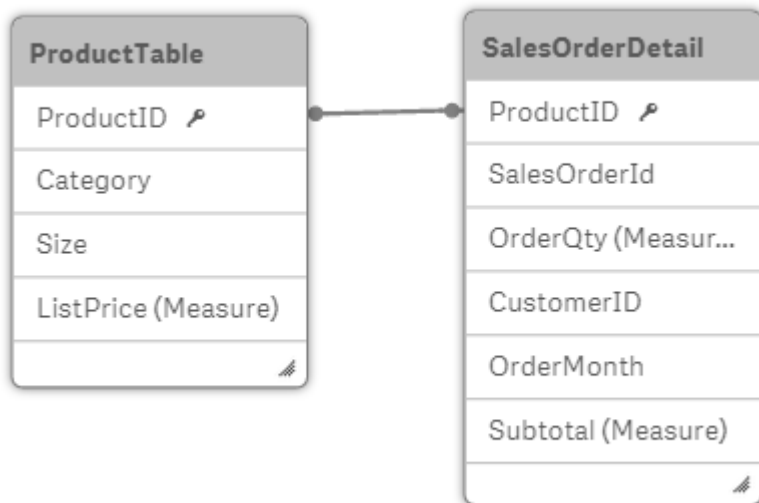 ProductTable
ProductID
Category
Size
ListPrice (Measure)
SalesOrderDetail
ProductID
SalesOrderId
OrderQty (Measur...
CustomerID
OrderMonth
Subtotal (Measure)